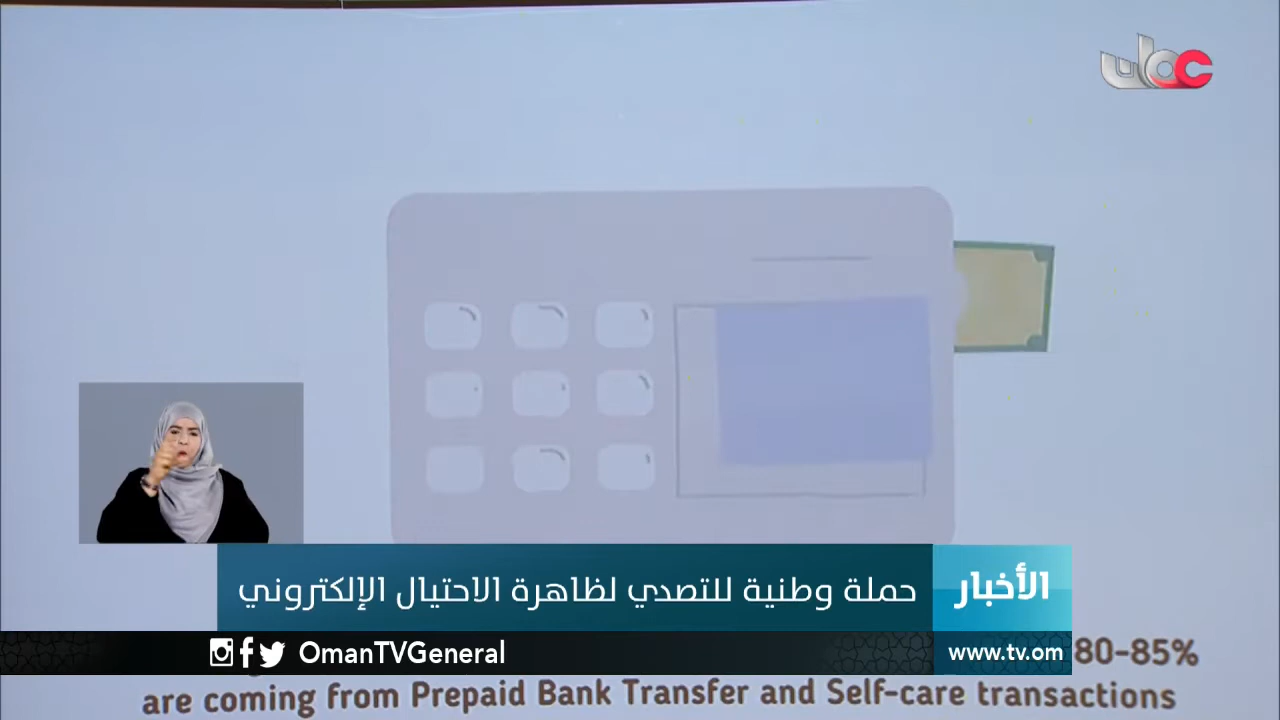 عمان
الأخبار
حملة وطنية للتصدي لظاهرة الاحتيال الإلكتروني
OmanTVGeneral
www.tv.om
80-85%
are coming from Prepaid Bank Transfer and Self-care transactions